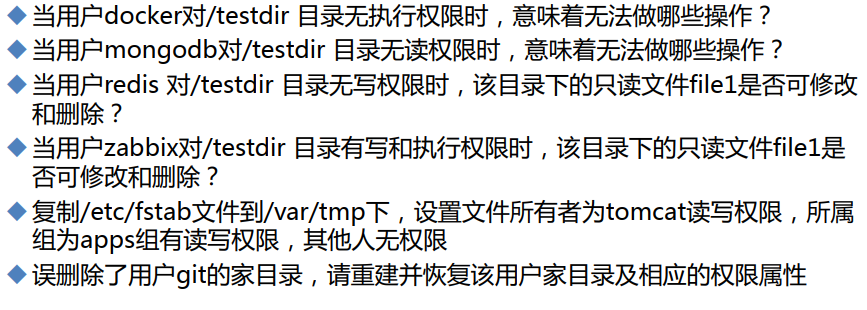 ◆当用户docker对/testdir 目录无执行权限时，意味着无法做哪些操作？
◆当用户mongodb对/testdir 目录无读权限时，意味着无法做哪些操作？
◆当用户redis 对/testdir 目录无写权限时，该目录下的只读文件file1是否可修改
和删除？
◆当用户zabbix对/testdir 目录有写和执行权限时，该目录下的只读文件file1是
否可修改和删除？
◆复制/etc/fstab文件到/var/tmp下，设置文件所有者为tomcat读写权限，所属
组为apps组有读写权限，其他人无权限
◆误删除了用户git的家目录，请重建并恢复该用户家目录及相应的权限属性